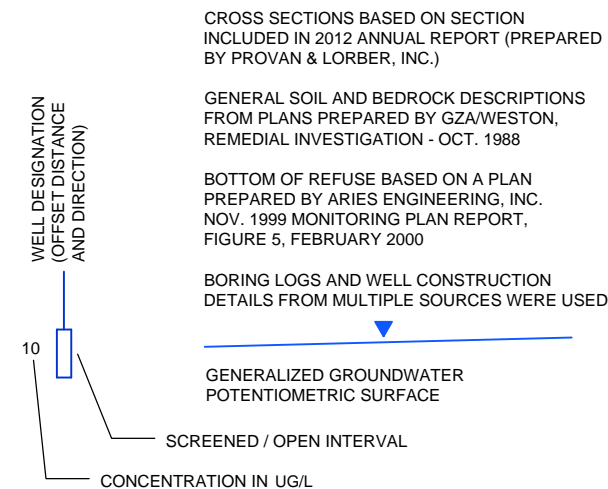 CROSS SECTIONS BASED ON SECTION
INCLUDED IN 2012 ANNUAL REPORT (PREPARED
BY PROVAN & LORBER, INC.)
GENERAL SOIL AND BEDROCK DESCRIPTIONS
FROM PLANS PREPARED BY GZA/WESTON,
REMEDIAL INVESTIGATION - OCT. 1988
BOTTOM OF REFUSE BASED ON A PLAN
PREPARED BY ARIES ENGINEERING, INC.
NOV. 1999 MONITORING PLAN REPORT,
FIGURE 5, FEBRUARY 2000
BORING LOGS AND WELL CONSTRUCTION
DETAILS FROM MULTIPLE SOURCES WERE USED
WELL DESIGNATION
(OFFSET DISTANCE
AND DIRECTION)
10
GENERALIZED GROUNDWATER
POTENTIOMETRIC SURFACE
SCREENED / OPEN INTERVAL
CONCENTRATION IN UG/L